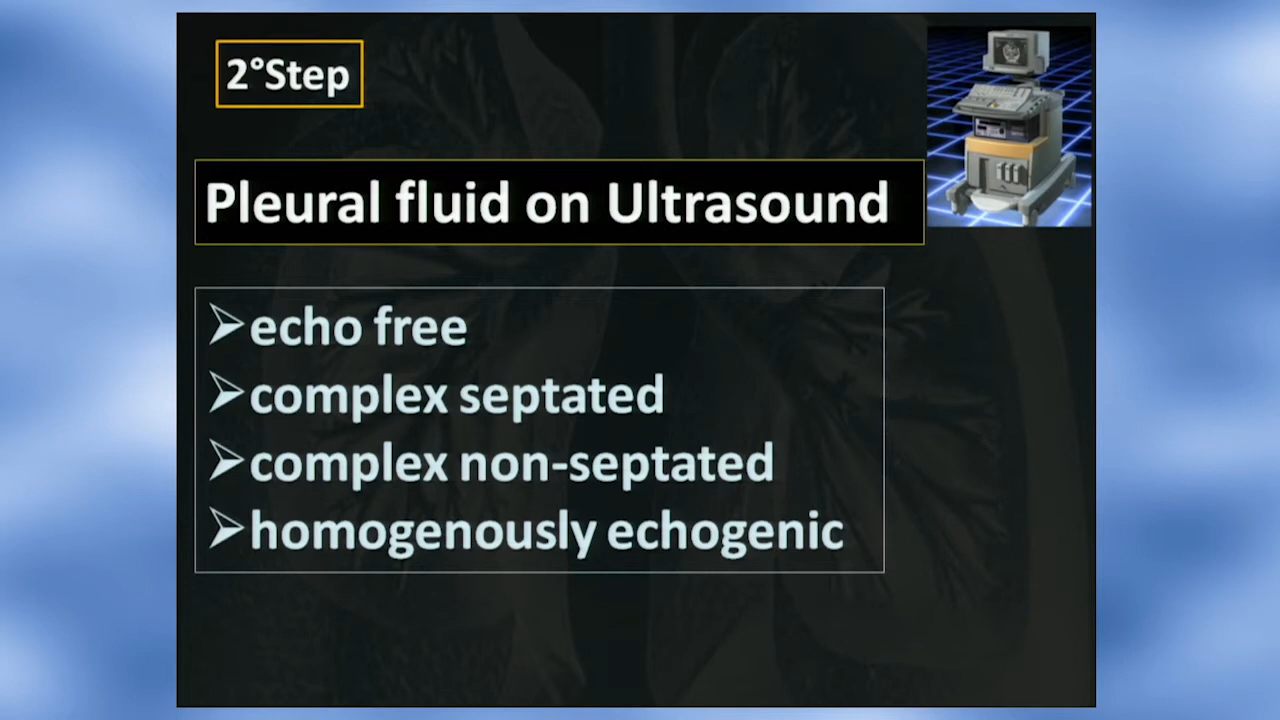 2°Step
Pleural fluid on Ultrasound
➢echo free
➢complex septated
➢complex non-septated
➢homogenously echogenic